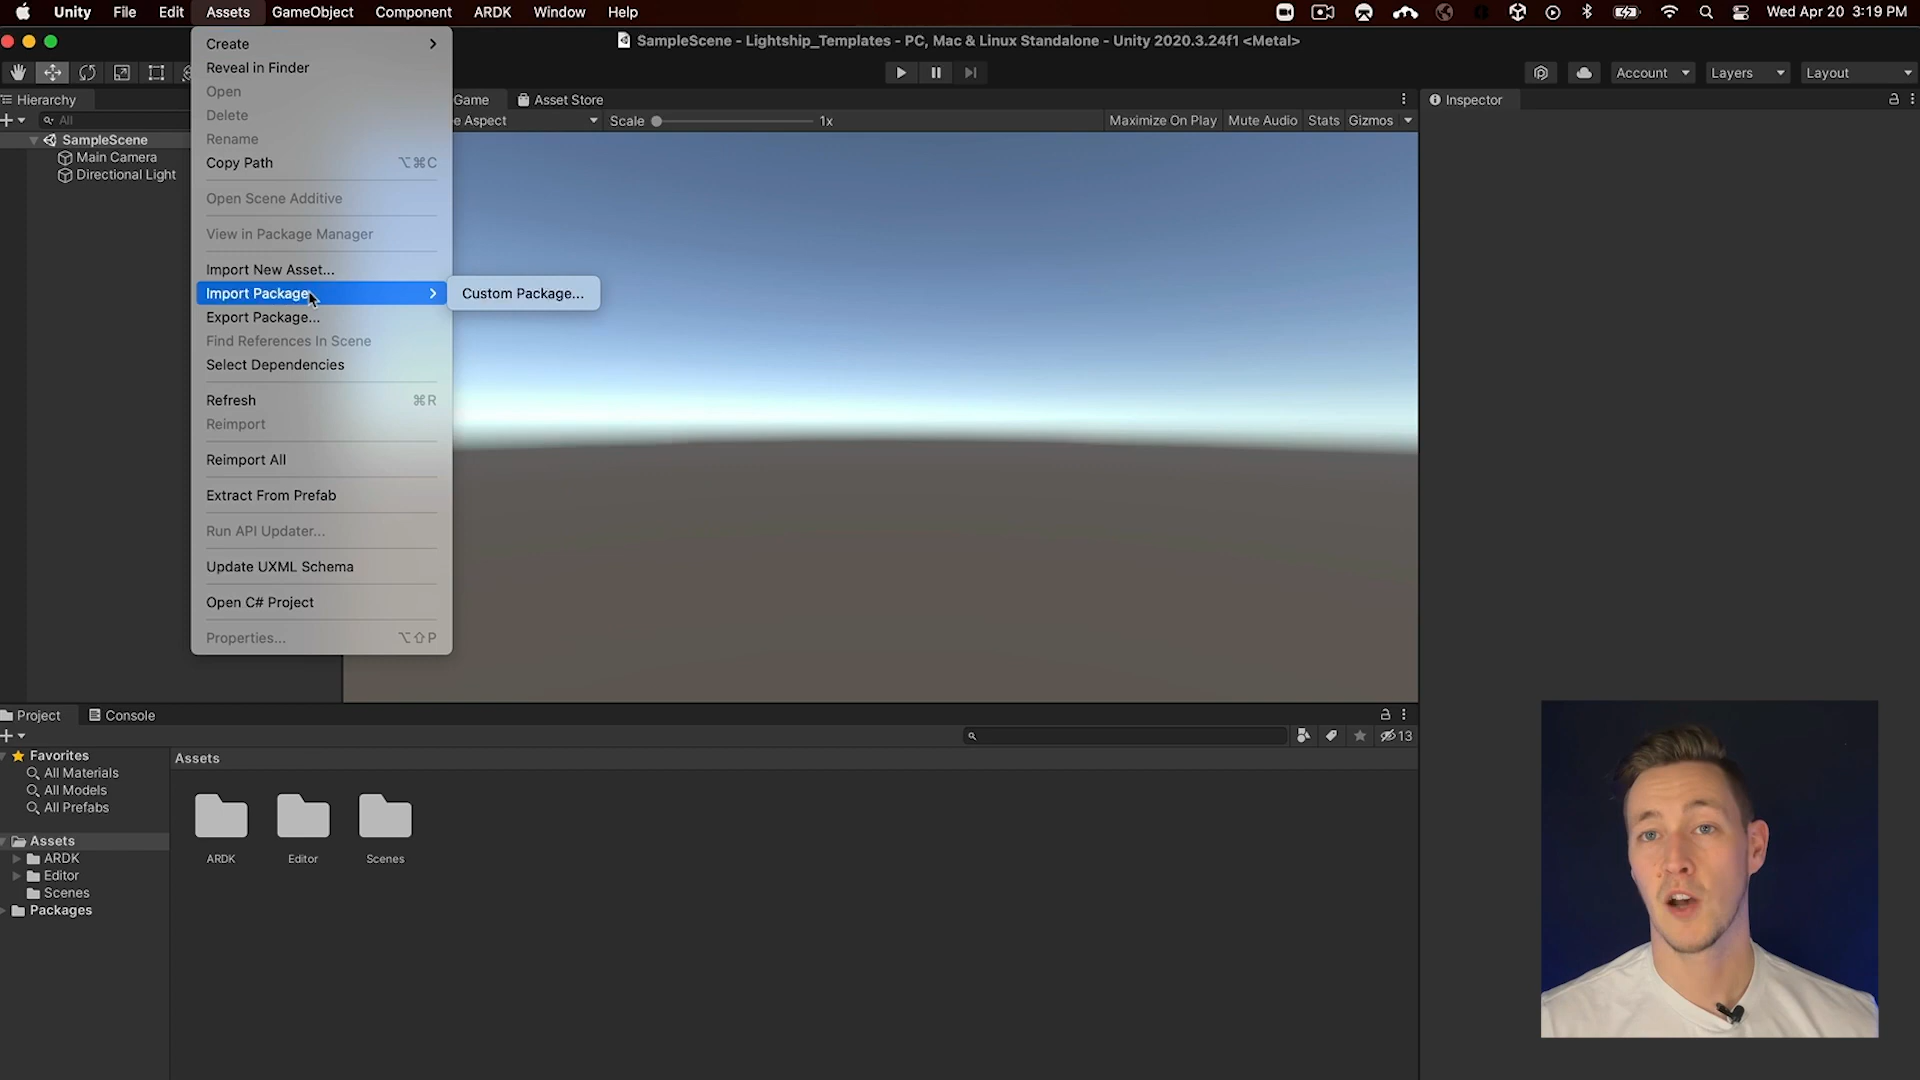 Unity File Edit Assets GameObject Component ARDK Window Help Wed Apr 20 3:19 PM
SampleScene - Lightship_Templates - PC, Mac & Linux Standalone - Unity 2020.3.24f1 <Metal>
Account Layers Layout
Hierarchy
All
SampleScene
Main Camera
Directional Light
Create
Reveal in Finder
Open
Delete
Rename
Copy Path ⌥⌘C
Open Scene Additive
View in Package Manager
Import New Asset...
Import Package
Custom Package...
Export Package...
Find References In Scene
Select Dependencies
Refresh ⌘R
Reimport
Reimport All
Extract From Prefab
Run API Updater...
Update UXML Schema
Open C# Project
Properties... ⌥⇧P
Game Asset Store
e Aspect Scale 1x Maximize On Play Mute Audio Stats Gizmos
Inspector
Project Console
13
Favorites
All Materials
All Models
All Prefabs
Assets
ARDK
Editor
Scenes
Packages
Assets
ARDK Editor Scenes